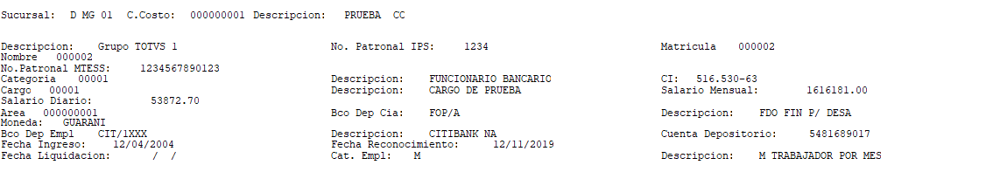 Sucursal: D MG 01 C.Costo: 000000001 Descripcion: PRUEBA CC
Descripcion: Grupo TOTVS 1 No. Patronal IPS: 1234 Matricula 000002
Nombre 000002
No.Patronal MTESS: 1234567890123
Categoria 00001 Descripcion: FUNCIONARIO BANCARIO CI: 516.530-63
Cargo 00001 Descripcion: CARGO DE PRUEBA Salario Mensual: 1616181.00
Salario Diario: 53872.70
Area 000000001 Bco Dep Cia: FOP/A Descripcion: FDO FIN P/ DESA
Moneda: GUARANI
Bco Dep Empl CIT/1XXX Descripcion: CITIBANK NA Cuenta Depositorio: 5481689017
Fecha Ingreso: 12/04/2004 Fecha Reconocimiento: 12/11/2019
Fecha Liquidacion: / / Cat. Empl: M Descripcion: M TRABAJADOR POR MES